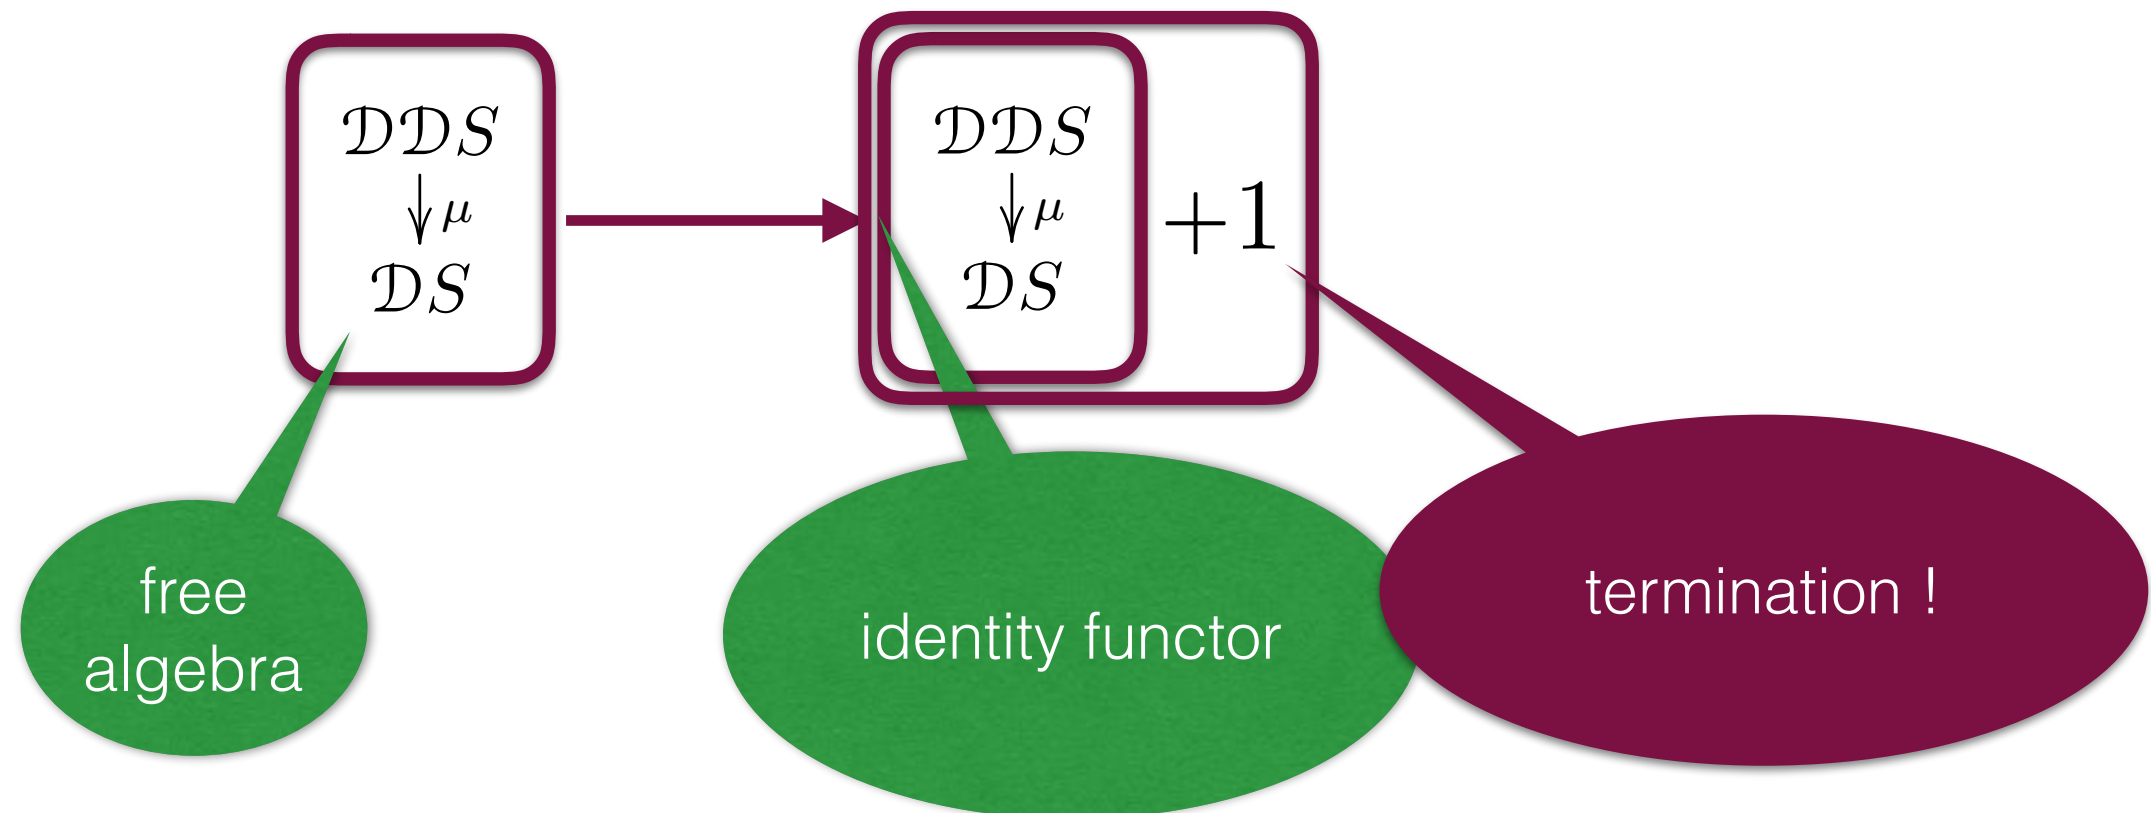 𝒟𝒟S
↓μ
𝒟S
𝒟𝒟S
↓μ
𝒟S
+1
free
algebra
identity functor
termination !